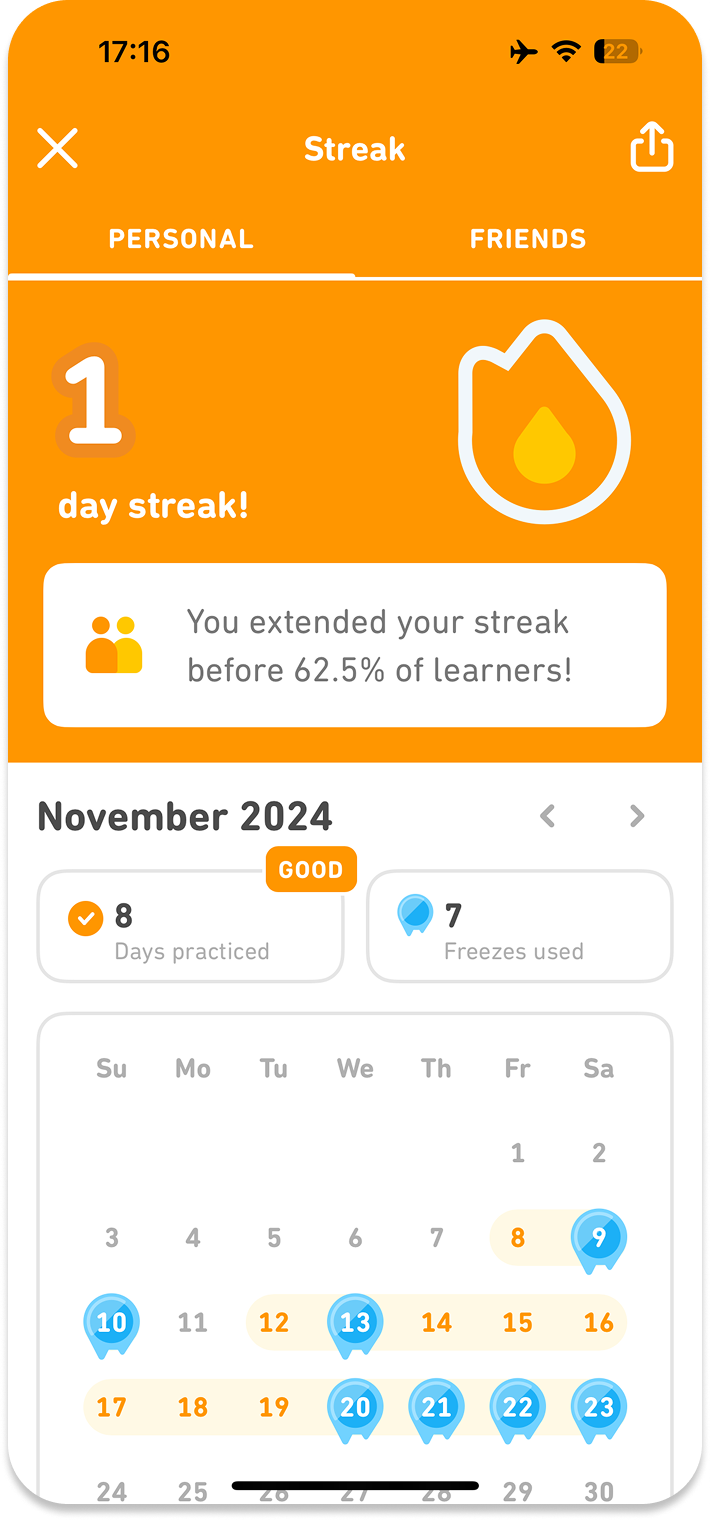 17:16
22
Streak
PERSONAL FRIENDS
1
day streak!
You extended your streak
before 62.5% of learners!
November 2024
GOOD
8 7
Days practiced Freezes used
Su Mo Tu We Th Fr Sa
1 2
3 4 5 6 7 8 9
10 11 12 13 14 15 16
17 18 19 20 21 22 23
24 25 26 27 28 29 30